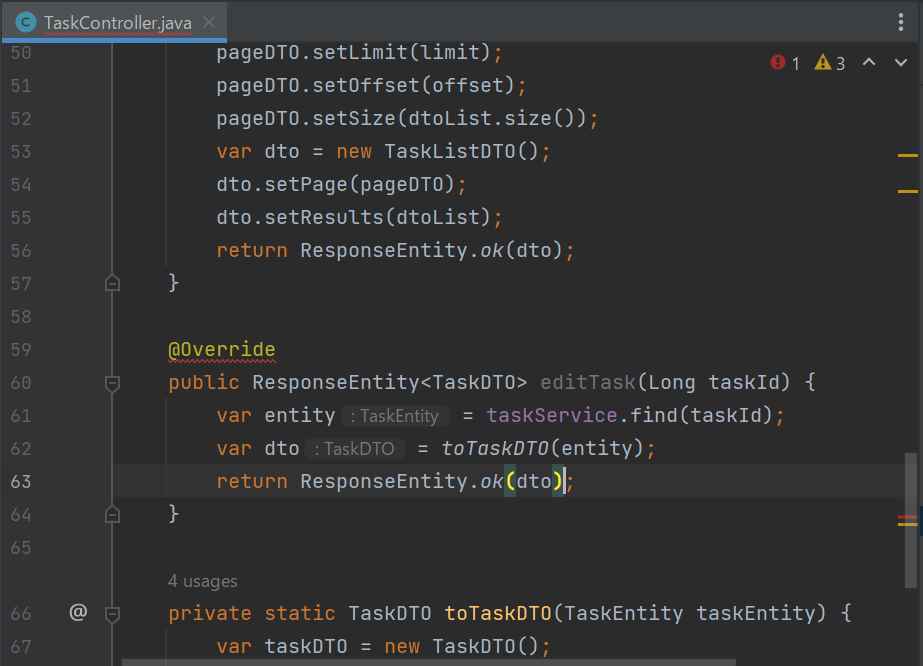 C TaskController.java
1 3
50 pageDTO.setLimit(limit);
51 pageDTO.setOffset(offset);
52 pageDTO.setSize(dtoList.size());
53 var dto = new TaskListDTO();
54 dto.setPage(pageDTO);
55 dto.setResults(dtoList);
56 return ResponseEntity.ok(dto);
57 }
58
59 @Override
60 public ResponseEntity<TaskDTO> editTask(Long taskId) {
61 var entity : TaskEntity = taskService.find(taskId);
62 var dto : TaskDTO = toTaskDTO(entity);
63 return ResponseEntity.ok(dto);
64 }
65
4 usages
66 @ private static TaskDTO toTaskDTO(TaskEntity taskEntity) {
67 var taskDTO = new TaskDTO();